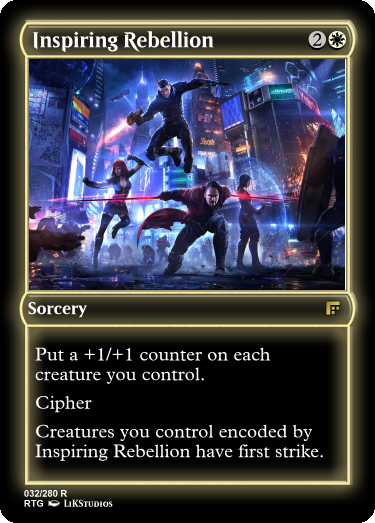 Inspiring Rebellion 2
Sorcery
Put a +1/+1 counter on each
creature you control.
Cipher
Creatures you control encoded by
Inspiring Rebellion have first strike.
032/280 R
RTG LIKSTUDIOS